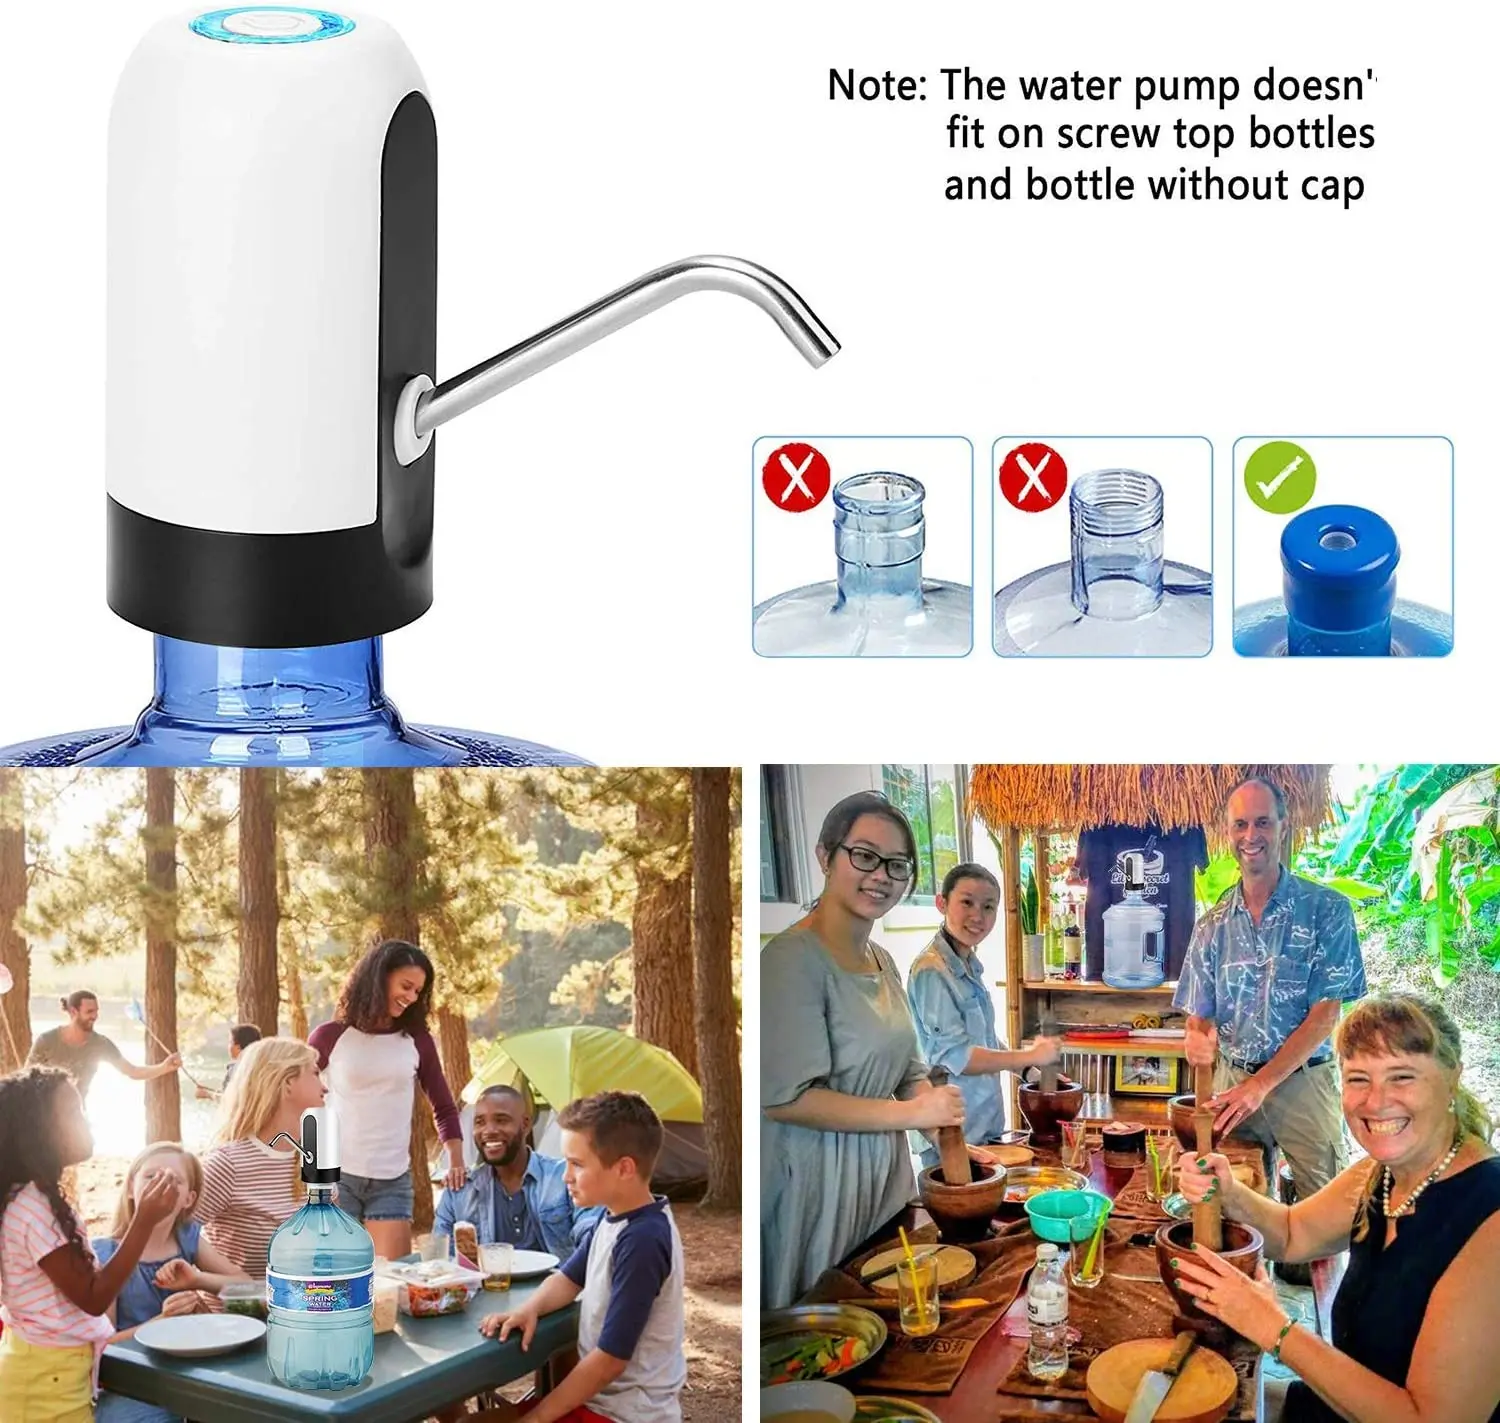 Note: The water pump doesn'
fit on screw top bottles
and bottle without cap
SPRING
WATER